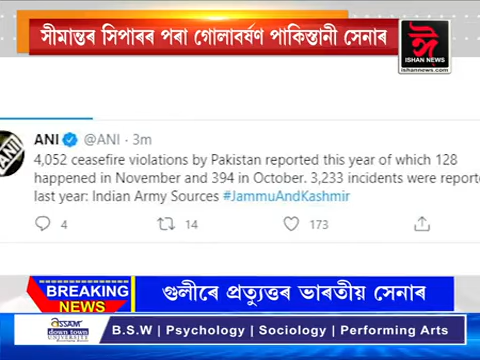 সীমান্তৰ সিপাৰৰ পৰা গোলাবৰ্ষণ পাকিস্তানী সেনাৰ
ঈ
ISHAN NEWS
ishannews.com
ANI
ANI @ANI · 3m
4,052 ceasefire violations by Pakistan reported this year of which 128
happened in November and 394 in October. 3,233 incidents were reporte
last year: Indian Army Sources #JammuAndKashmir
4 14 173
BREAKING
NEWS
গুলীৰে প্ৰত্যুত্তৰ ভাৰতীয় সেনাৰ
assam
down town
UNIVERSITY
B.S.W | Psychology | Sociology | Performing Arts